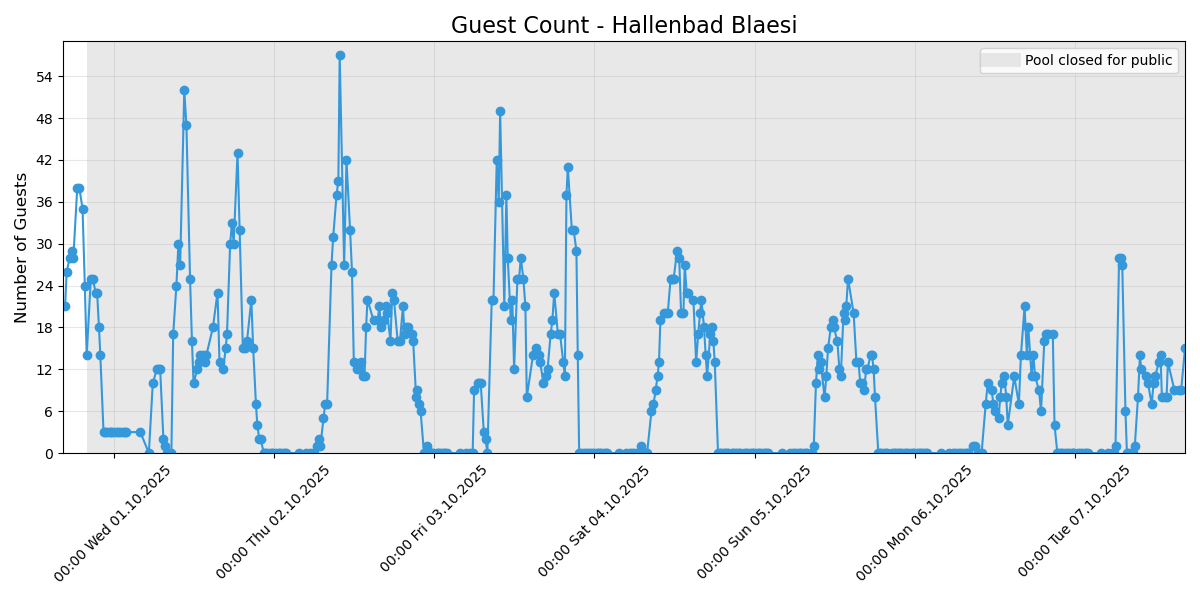 Guest Count - Hallenbad Blaesi
Pool closed for public
Number of Guests
54
48
42
36
30
24
18
12
6
0
00:00 Wed 01.10.2025
00:00 Thu 02.10.2025
00:00 Fri 03.10.2025
00:00 Sat 04.10.2025
00:00 Sun 05.10.2025
00:00 Mon 06.10.2025
00:00 Tue 07.10.2025